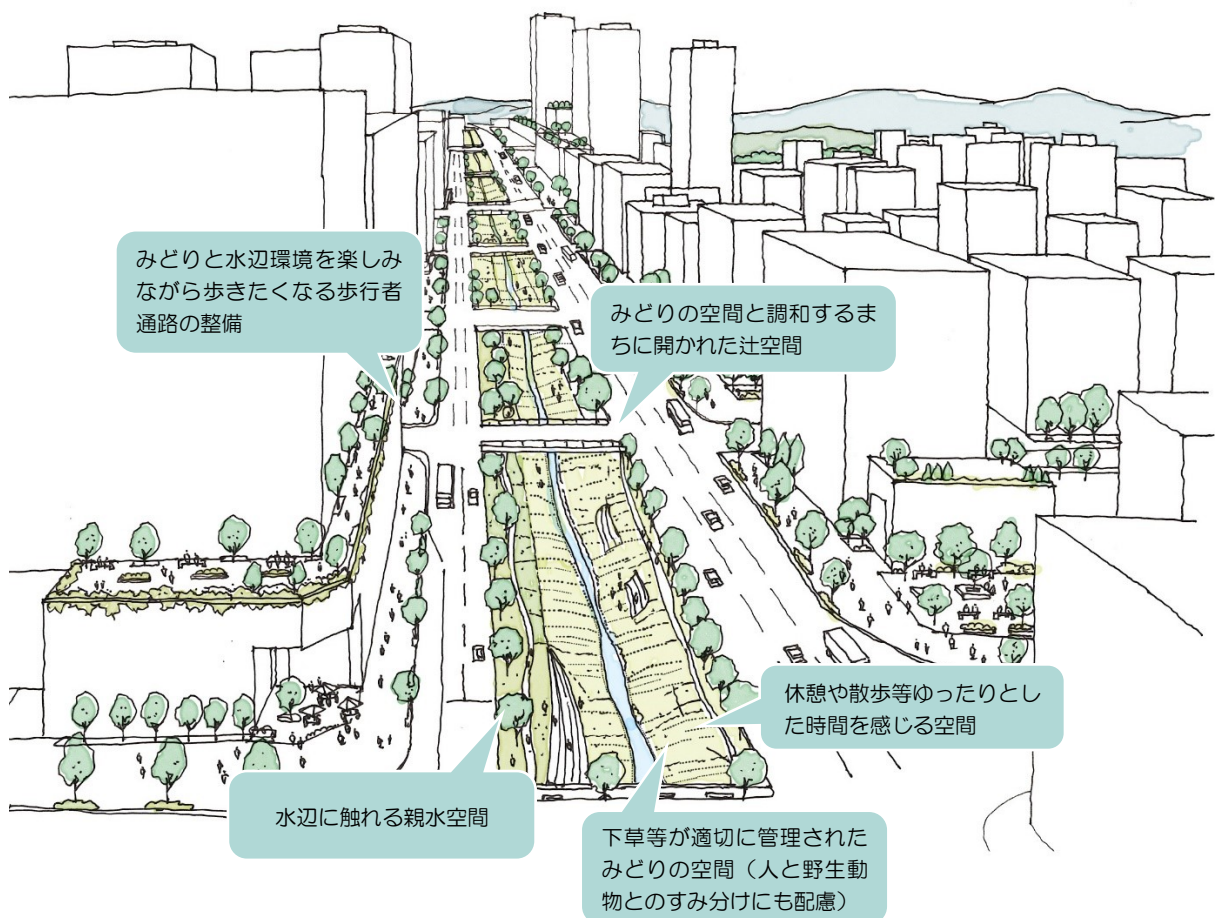 みどりと水辺環境を楽しみ
ながら歩きたくなる歩行者
通路の整備
みどりの空間と調和するま
ちに開かれた辻空間
休憩や散歩等ゆったりとし
た時間を感じる空間
水辺に触れる親水空間
下草等が適切に管理された
みどりの空間（人と野生動
物とのすみ分けにも配慮）